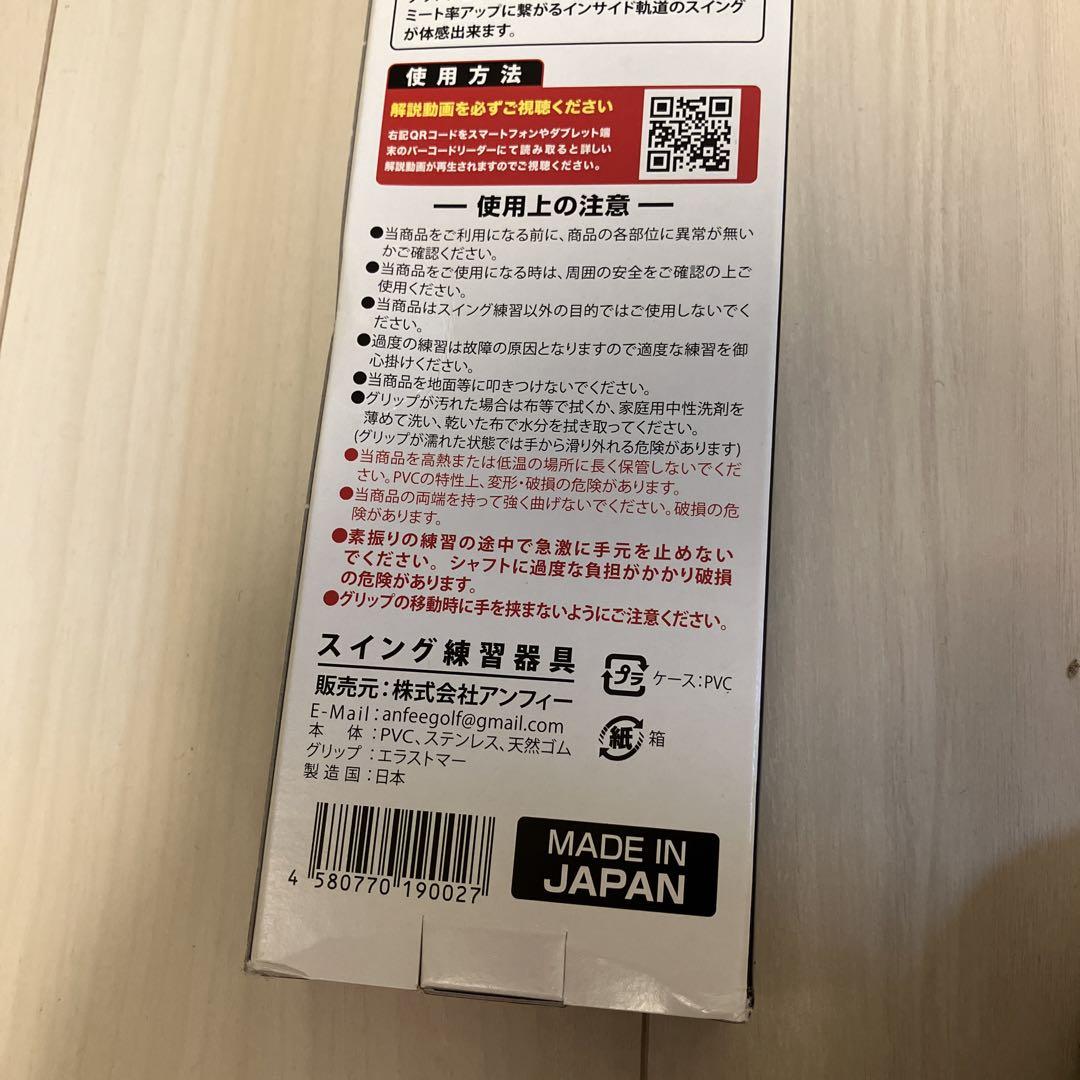 ミート率アップに繋がるインサイド軌道のスイング
が体感出来ます。
使用方法
解説動画を必ずご視聴ください
右記QRコードをスマートフォンやタブレット端
末のバーコードリーダーにて読み取ると詳しい
解説動画が再生されますのでご視聴ください。
使用上の注意
●当商品をご利用になる前に、商品の各部位に異常が無い
かご確認ください。
●当商品をご使用になる時は、周囲の安全をご確認の上ご
使用ください。
●当商品はスイング練習以外の目的ではご使用しないでく
ださい。
●過度の練習は故障の原因となりますので適度な練習を御
心掛けください。
●当商品を地面等に叩きつけないでください。
●グリップが汚れた場合は布等で拭くか、家庭用中性洗剤を
薄めて洗い、乾いた布で水分を拭き取ってください。
(グリップが濡れた状態では手から滑り外れる危険があります)
●当商品を高熱または低温の場所に長く保管しないでくだ
さい。PVCの特性上、変形・破損の危険があります。
●当商品の両端を持って強く曲げないでください。破損の危
険があります。
●素振りの練習の途中で急激に手元を止めない
でください。シャフトに過度な負担がかかり破損
の危険があります。
●グリップの移動時に手を挟まないようにご注意ください。
スイング練習器具
販売元：株式会社アンフィー
E-Mail：anfeegolf@gmail.com
本体：PVC、ステンレス、天然ゴム
グリップ：エラストマー
製造国：日本
プラ ケース：PVC
紙 箱
4 580770 190027
MADE IN
JAPAN